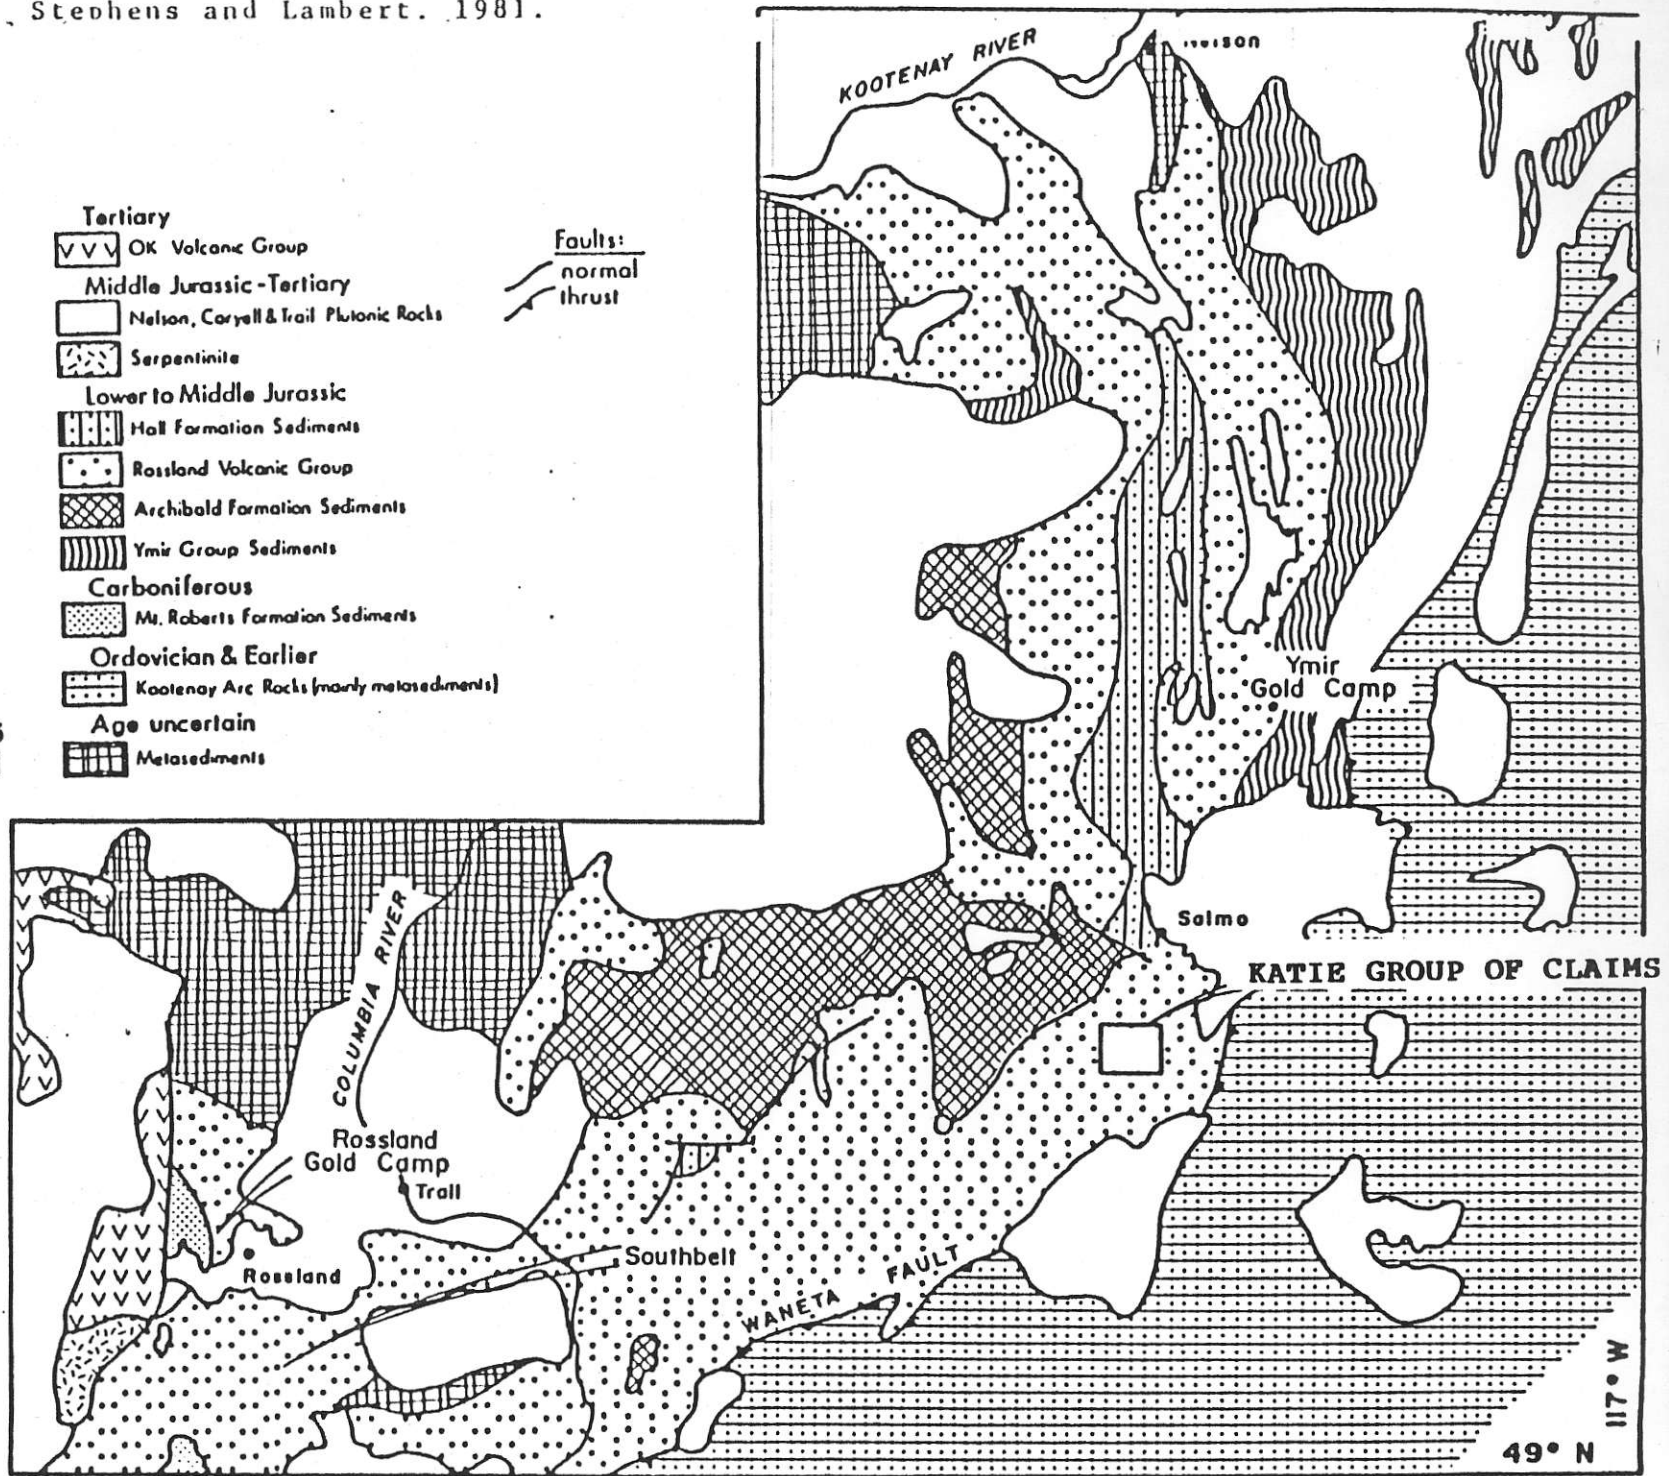 Stephens and Lambert. 1981.
KOOTENAY RIVER
Tertiary
OK Volcanic Group
Middle Jurassic-Tertiary
Nelson, Coryell & Trail Plutonic Rocks
Serpentinite
Lower to Middle Jurassic
Hall Formation Sediments
Rossland Volcanic Group
Archibald Formation Sediments
Ymir Group Sediments
Carboniferous
Mt. Roberts Formation Sediments
Ordovician & Earlier
Kootenay Arc Rocks (mainly metasediments)
Age uncertain
Metasediments
Faults:
normal
thrust
Ymir
Gold Camp
Salmo
KATIE GROUP OF CLAIMS
COLUMBIA RIVER
Rossland
Gold Camp
Trail
Rossland
Southbelt
WANETA FAULT
117° W
49° N